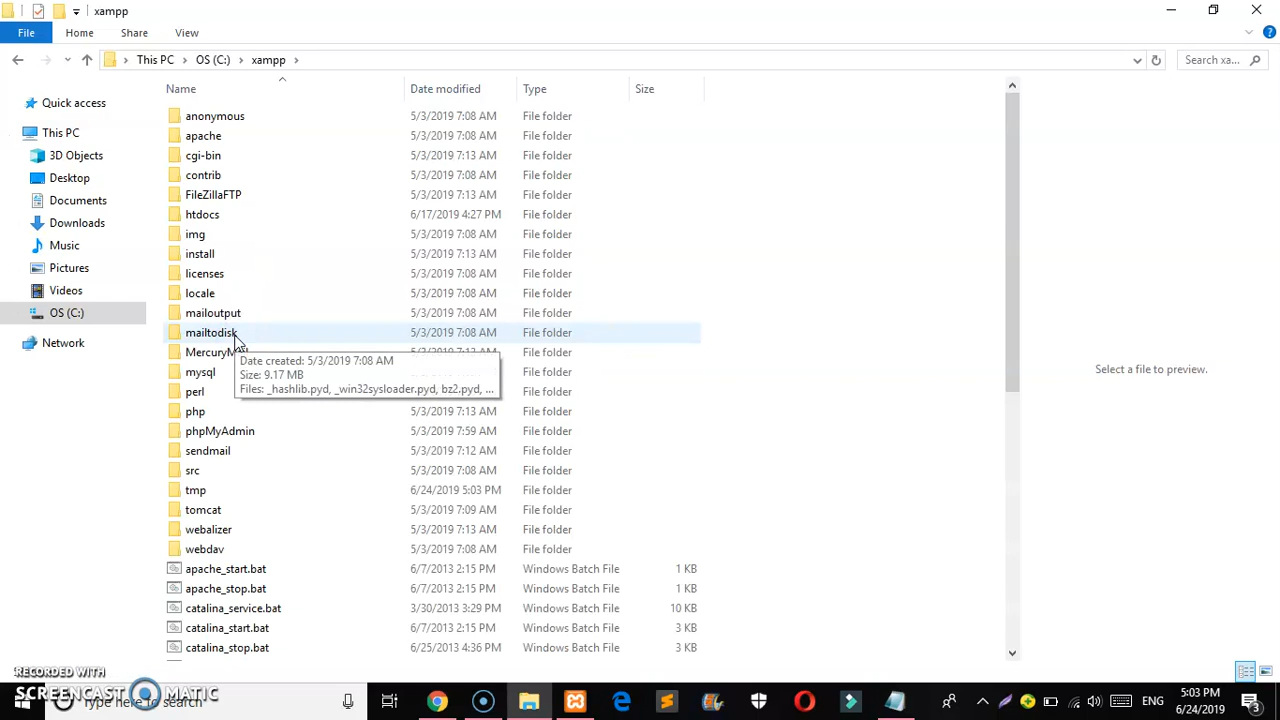 xampp
File Home Share View
This PC OS (C:) xampp Search xa...
Name Date modified Type Size
Quick access
This PC
3D Objects
Desktop
Documents
Downloads
Music
Pictures
Videos
OS (C:)
Network
anonymous 5/3/2019 7:08 AM File folder
apache 5/3/2019 7:08 AM File folder
cgi-bin 5/3/2019 7:13 AM File folder
contrib 5/3/2019 7:08 AM File folder
FileZillaFTP 5/3/2019 7:13 AM File folder
htdocs 6/17/2019 4:27 PM File folder
img 5/3/2019 7:08 AM File folder
install 5/3/2019 7:13 AM File folder
licenses 5/3/2019 7:08 AM File folder
locale 5/3/2019 7:08 AM File folder
mailoutput 5/3/2019 7:08 AM File folder
mailtodisk 5/3/2019 7:08 AM File folder
File folder
Date created: 5/3/2019 7:08 AM
Size: 9.17 MB
Files: _hashlib.pyd, _win32sysloader.pyd, bz2.pyd, ...
mysql
perl
php 5/3/2019 7:13 AM File folder
phpMyAdmin 5/3/2019 7:59 AM File folder
sendmail 5/3/2019 7:12 AM File folder
src 5/3/2019 7:08 AM File folder
tmp 6/24/2019 5:03 PM File folder
tomcat 5/3/2019 7:09 AM File folder
webalizer 5/3/2019 7:13 AM File folder
webdav 5/3/2019 7:08 AM File folder
apache_start.bat 6/7/2013 2:15 PM Windows Batch File 1 KB
apache_stop.bat 6/7/2013 2:15 PM Windows Batch File 1 KB
catalina_service.bat 3/30/2013 3:29 PM Windows Batch File 10 KB
catalina_start.bat 6/7/2013 2:15 PM Windows Batch File 3 KB
catalina_stop.bat 6/25/2013 4:36 PM Windows Batch File 3 KB
Select a file to preview.
RECORDED WITH
SCREENCAST MATIC
Type here to search
ENG
5:03 PM
6/24/2019
3